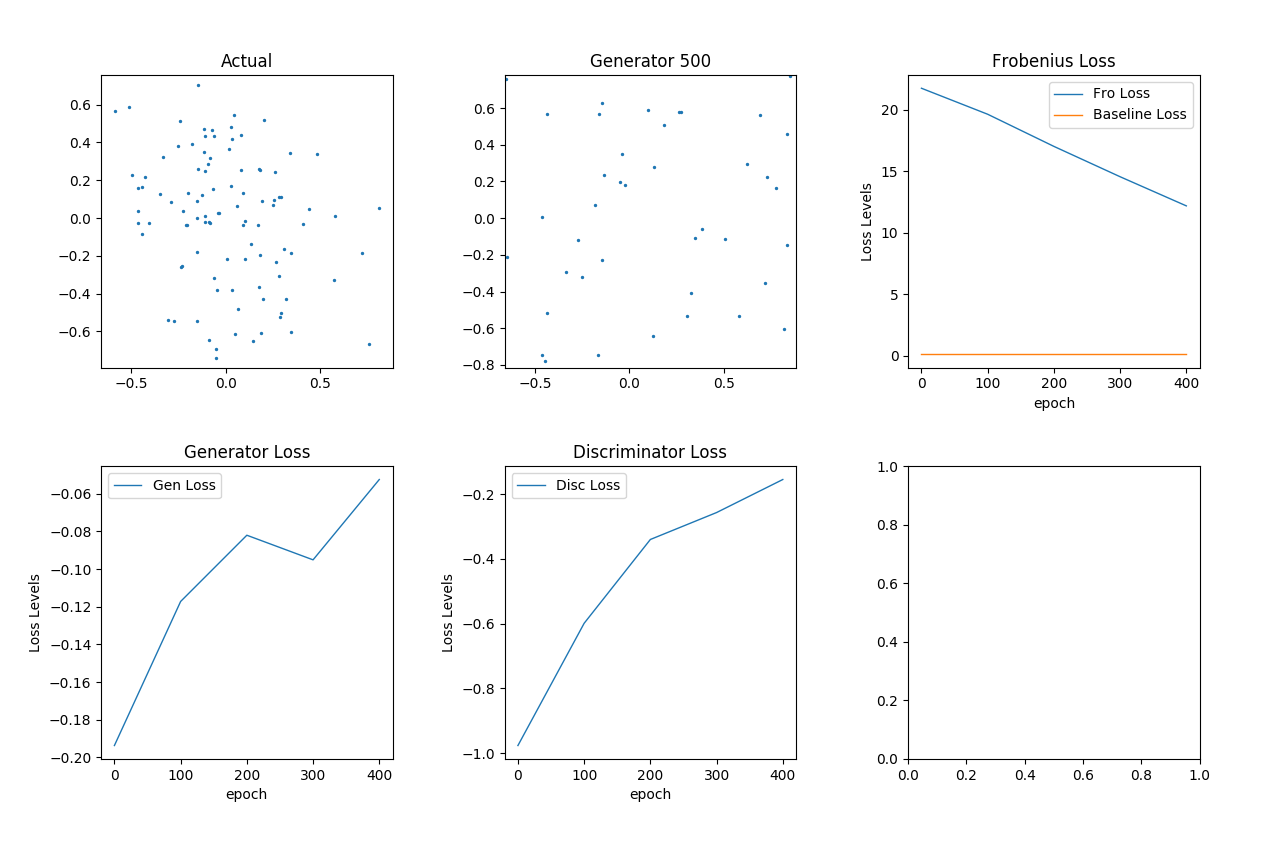 Actual
0.6
0.4
0.2
0.0
−0.2
−0.4
−0.6
−0.5 0.0 0.5
Generator 500
0.6
0.4
0.2
0.0
−0.2
−0.4
−0.6
−0.8
−0.5 0.0 0.5
Frobenius Loss
Fro Loss
Baseline Loss
Loss Levels
20
15
10
5
0
0 100 200 300 400
epoch
Generator Loss
Gen Loss
Loss Levels
−0.06
−0.08
−0.10
−0.12
−0.14
−0.16
−0.18
−0.20
0 100 200 300 400
epoch
Discriminator Loss
Disc Loss
Loss Levels
−0.2
−0.4
−0.6
−0.8
−1.0
0 100 200 300 400
epoch
1.0
0.8
0.6
0.4
0.2
0.0
0.0 0.2 0.4 0.6 0.8 1.0